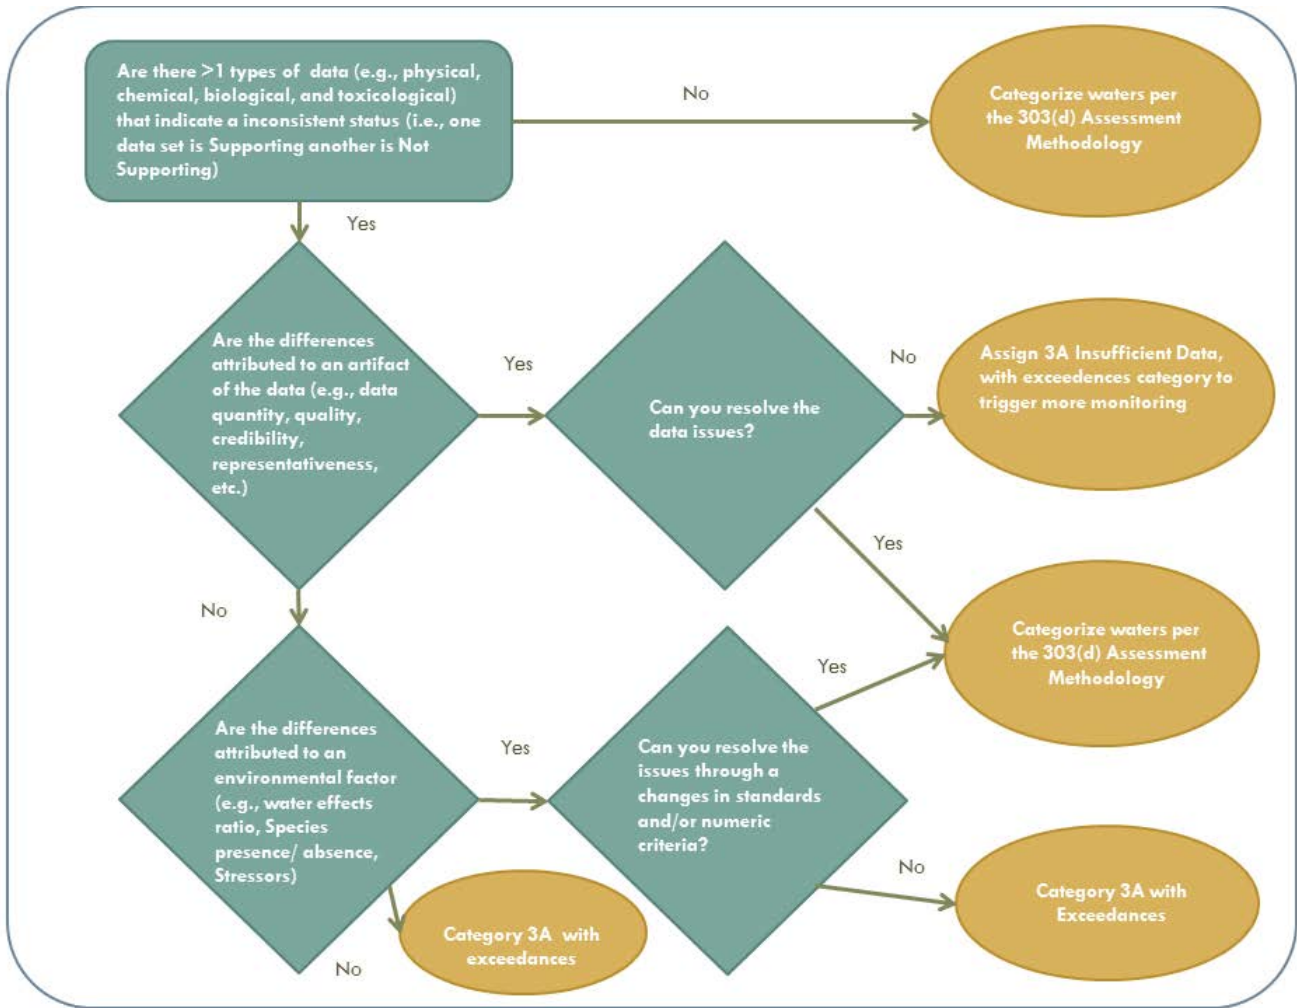 Are there >1 types of data (e.g., physical,
chemical, biological, and toxicological)
that indicate a inconsistent status (i.e., one
data set is Supporting another is Not
Supporting)
No
Categorize waters per
the 303(d) Assessment
Methodology
Yes
Are the differences
attributed to an artifact
of the data (e.g., data
quantity, quality,
credibility,
representativeness,
etc.)
Yes
Can you resolve the
data issues?
No
Assign 3A Insufficient Data,
with exceedences category to
trigger more monitoring
Yes
No
Categorize waters per
the 303(d) Assessment
Methodology
Yes
Are the differences
attributed to an
environmental factor
(e.g., water effects
ratio, Species
presence/ absence,
Stressors)
Yes
Can you resolve the
issues through a
changes in standards
and/or numeric
criteria?
No
Category 3A with
Exceedances
Category 3A with
exceedances
No